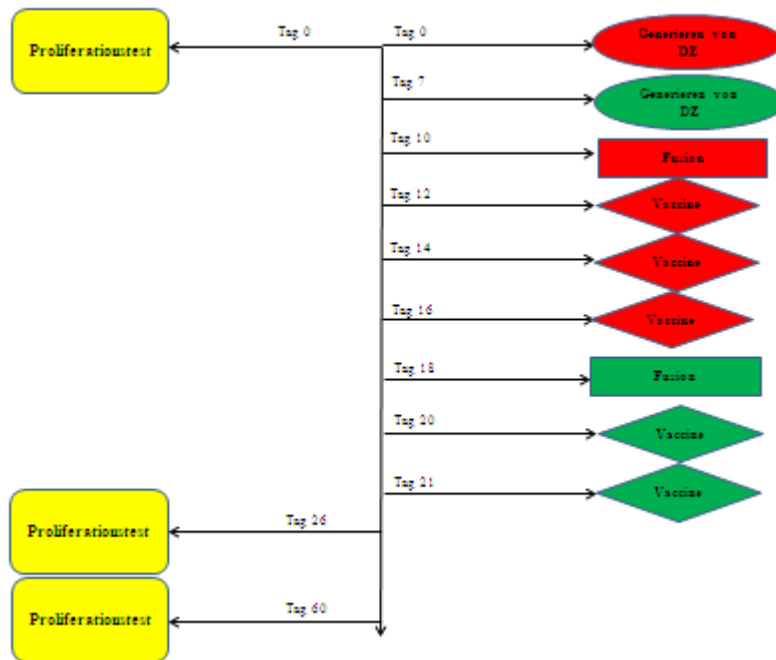 Proliferationstest
Tag 0
Tag 0
Generieren von
DZ
Tag 7
Generieren von
DZ
Tag 10
Fusion
Tag 12
Vaccine
Tag 14
Vaccine
Tag 16
Vaccine
Tag 18
Fusion
Tag 20
Vaccine
Tag 21
Vaccine
Proliferationstest
Tag 26
Proliferationstest
Tag 60